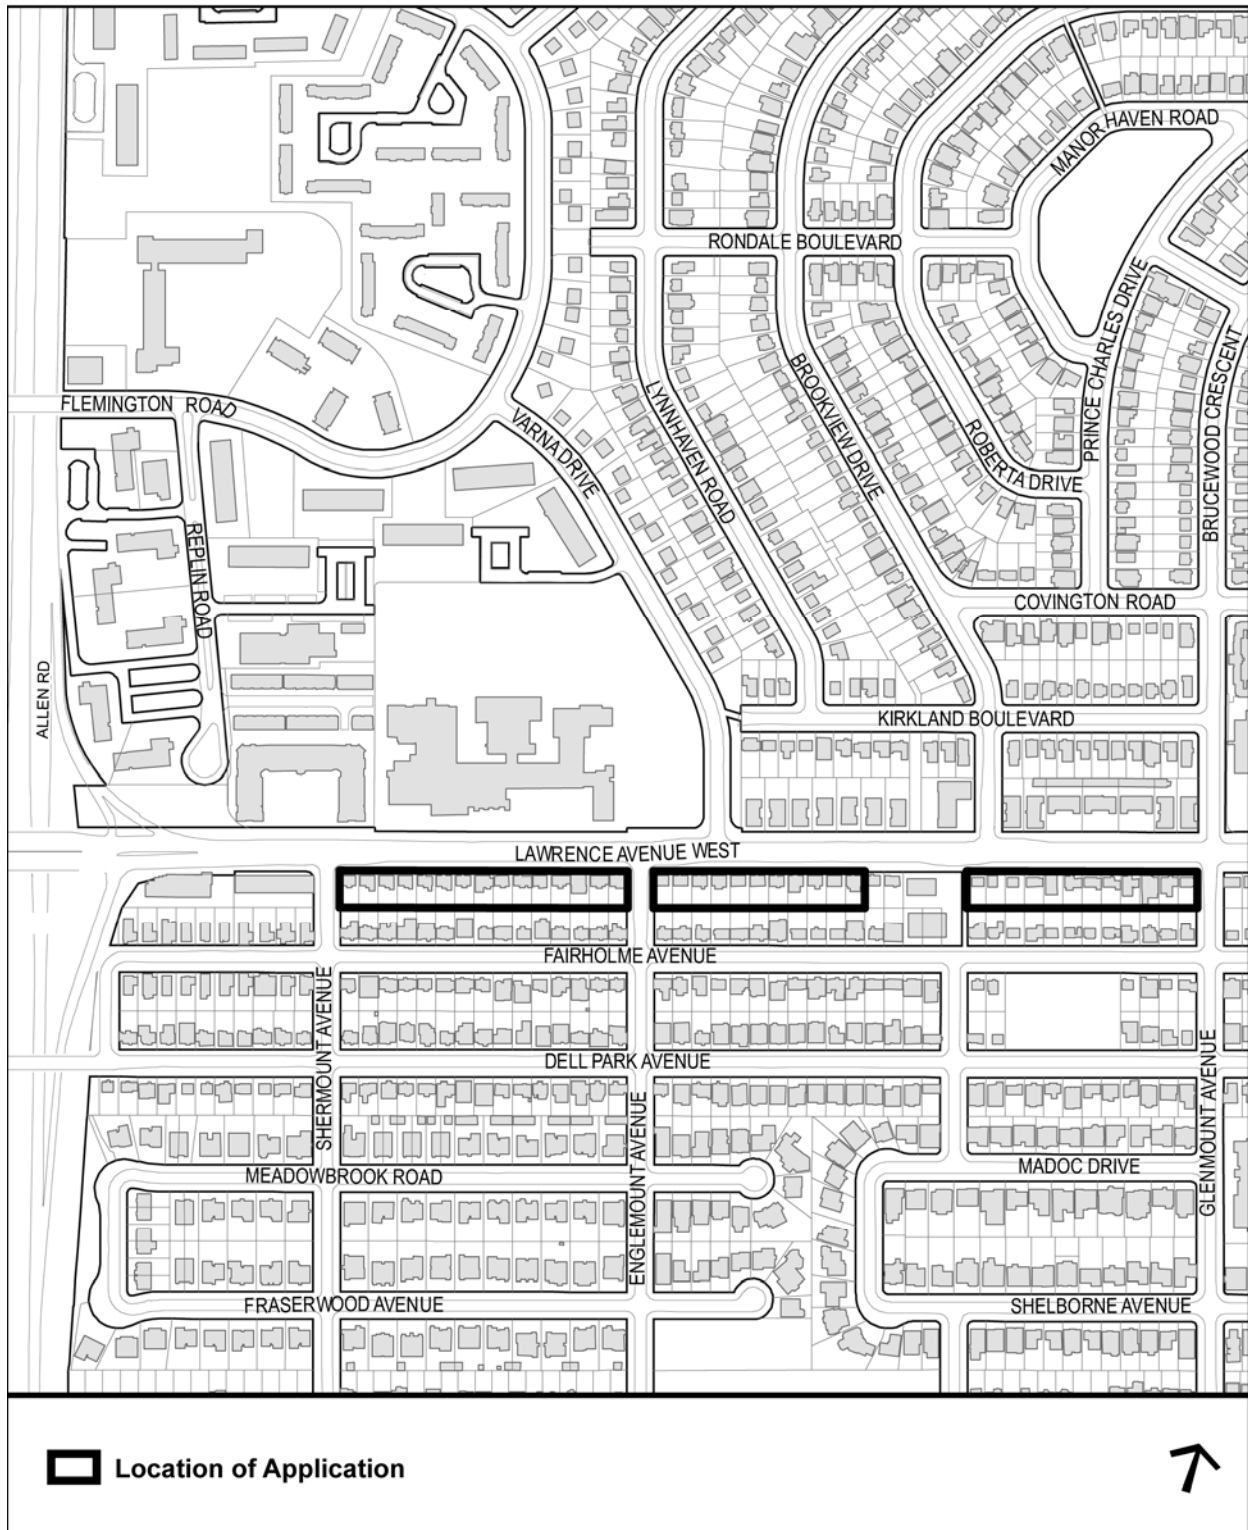 MANOR HAVEN ROAD
RONDALE BOULEVARD
PRINCE CHARLES DRIVE
BRUCEWOOD CRESCENT
FLEMINGTON ROAD
VARNA DRIVE
LYNNHAVEN ROAD
BROOKVIEW DRIVE
ROBERTA DRIVE
REPLIN ROAD
COVINGTON ROAD
ALLEN RD
KIRKLAND BOULEVARD
LAWRENCE AVENUE WEST
FAIRHOLME AVENUE
SHERMOUNT AVENUE
DELL PARK AVENUE
ENGLEMOUNT AVENUE
GLENMOUNT AVENUE
MEADOWBROOK ROAD
MADOC DRIVE
FRASERWOOD AVENUE
SHELBORNE AVENUE
Location of Application